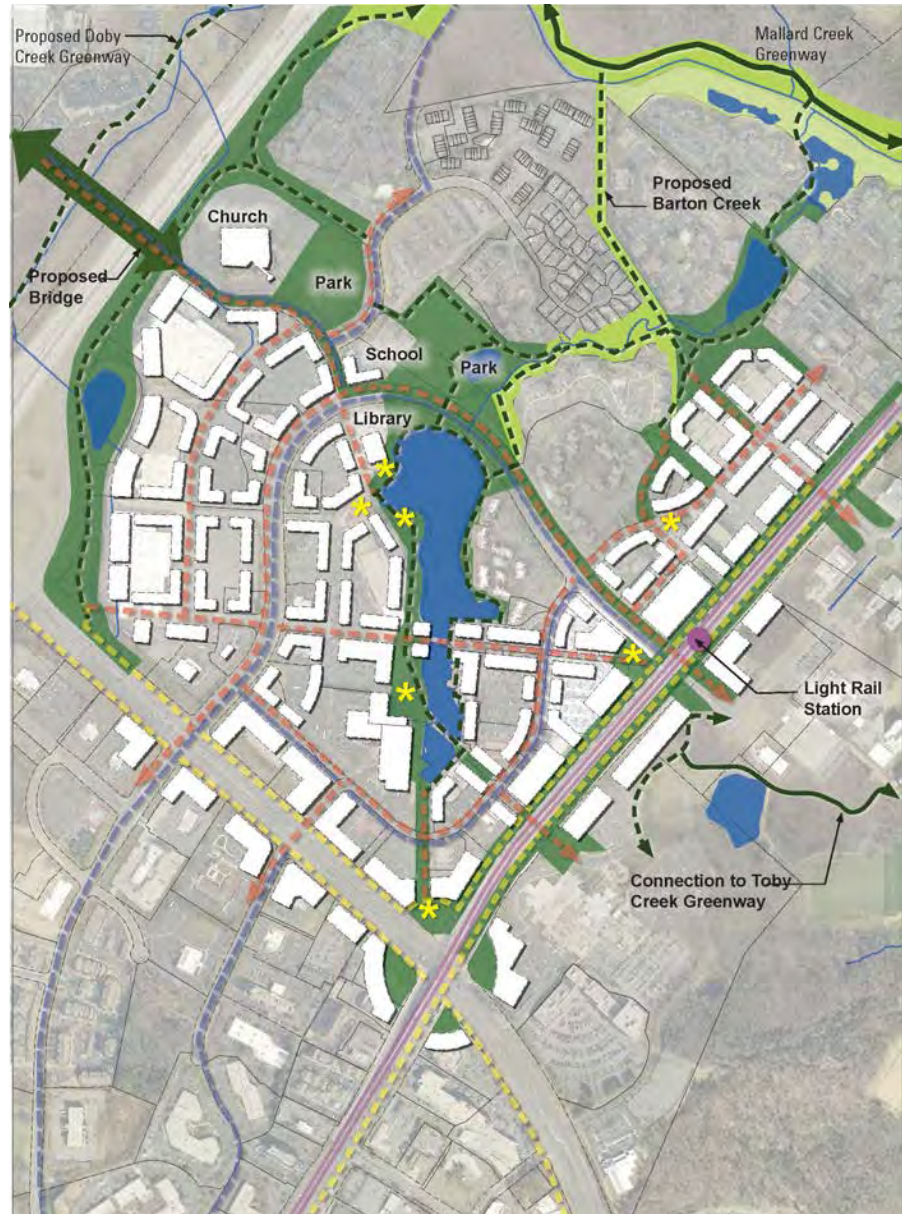 Proposed Doby
Creek Greenway
Mallard Creek
Greenway
Church
Proposed
Barton Creek
Proposed
Bridge
Park
School
Park
Library
Light Rail
Station
Connection to Toby
Creek Greenway